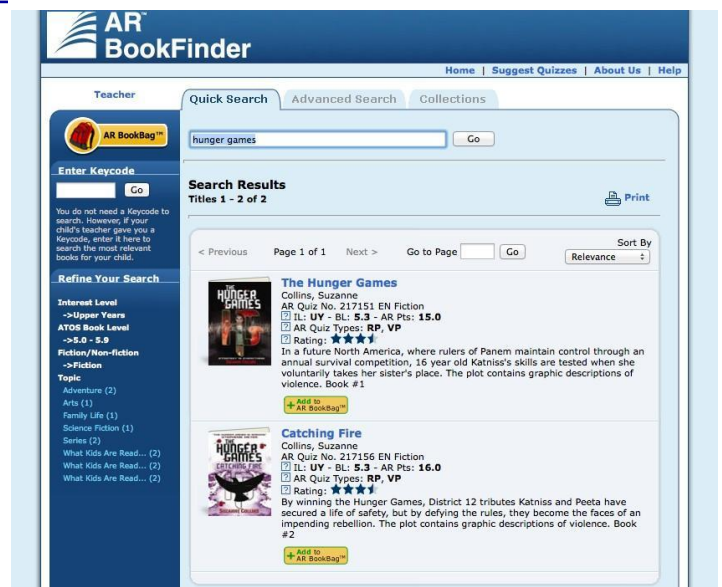 AR
BookFinder
Home | Suggest Quizzes | About Us | Help
Teacher
Quick Search
Advanced Search
Collections
AR BookBag™
hunger games
Go
Enter Keycode
Go
You do not need a Keycode to
search. However, if your
child's teacher gave you a
Keycode, enter it here to
search the most relevant
books for your child.
Refine Your Search
Interest Level
->Upper Years
ATOS Book Level
->5.0 - 5.9
Fiction/Non-fiction
->Fiction
Topic
Adventure (2)
Arts (1)
Family Life (1)
Science Fiction (1)
Series (2)
What Kids Are Read... (2)
What Kids Are Read... (2)
What Kids Are Read... (2)
Search Results
Titles 1 - 2 of 2
Print
< Previous Page 1 of 1 Next > Go to Page Go
Sort By
Relevance
THE
HUNGER
GAMES
The Hunger Games
Collins, Suzanne
AR Quiz No. 217151 EN Fiction
? IL: UY - BL: 5.3 - AR Pts: 15.0
? AR Quiz Types: RP, VP
? Rating:
In a future North America, where rulers of Panem maintain control through an
annual survival competition, 16 year old Katniss's skills are tested when she
voluntarily takes her sister's place. The plot contains graphic descriptions of
violence. Book #1
+ Add to
AR BookBag™
HUNGER
GAMES
CATCHING FIRE
SUZANNE COLLINS
Catching Fire
Collins, Suzanne
AR Quiz No. 217156 EN Fiction
? IL: UY - BL: 5.3 - AR Pts: 16.0
? AR Quiz Types: RP, VP
? Rating:
By winning the Hunger Games, District 12 tributes Katniss and Peeta have
secured a life of safety, but by defying the rules, they become the faces of an
impending rebellion. The plot contains graphic descriptions of violence. Book
#2
+ Add to
AR BookBag™